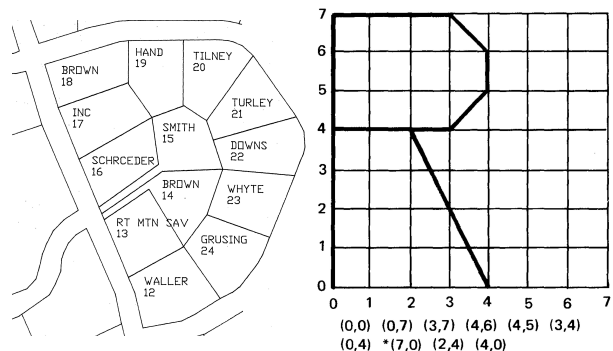 BROWN
18
HAND
19
TILNEY
20
INC
17
TURLEY
21
SMITH
15
SCHRCEDER
16
DOWNS
22
BROWN
14
WHYTE
23
RT MTN SAV
13
GRUSING
24
WALLER
12
7
6
5
4
3
2
1
0
0 1 2 3 4 5 6 7
(0,0) (0,7) (3,7) (4,6) (4,5) (3,4)
(0,4) *(7,0) (2,4) (4,0)